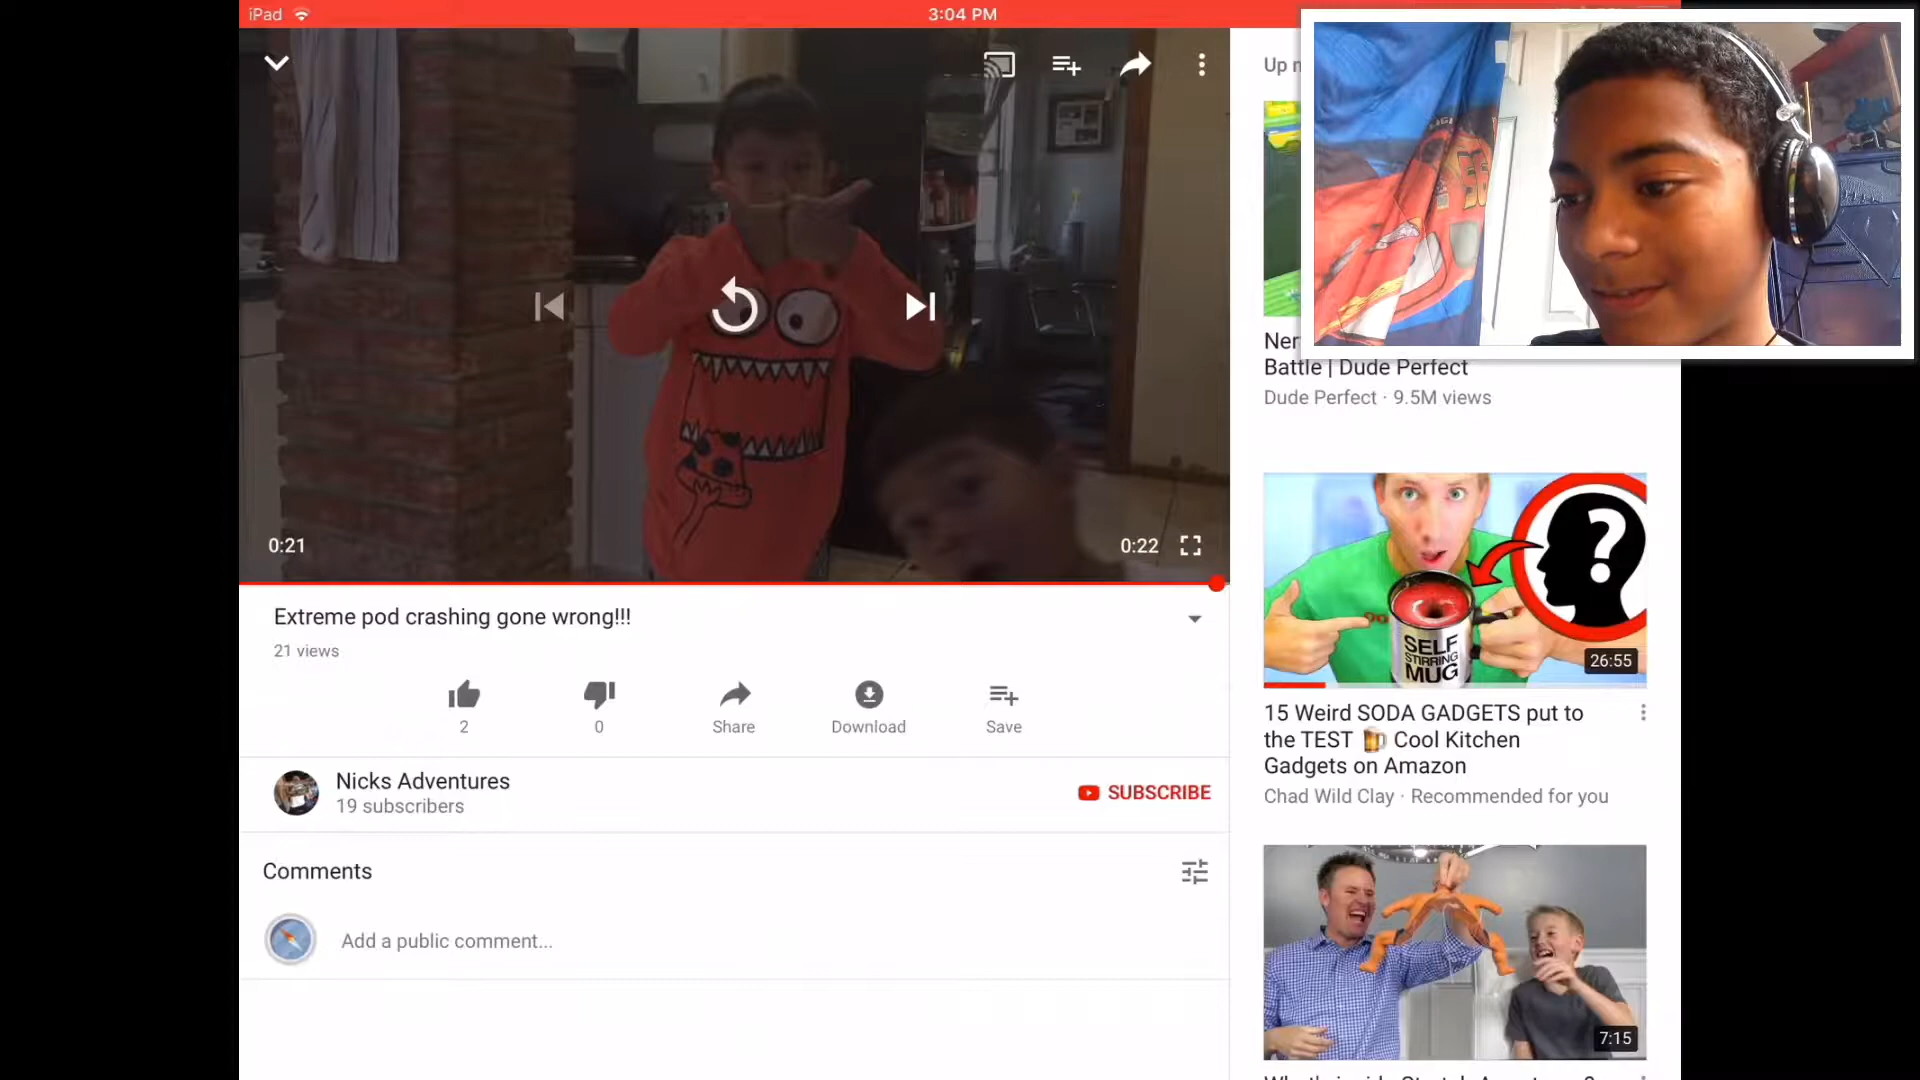 iPad
3:04 PM
Up n
0:21
0:22
Extreme pod crashing gone wrong!!!
21 views
2
0
Share
Download
Save
Nicks Adventures
19 subscribers
SUBSCRIBE
Comments
Add a public comment...
Ner
Battle | Dude Perfect
Dude Perfect · 9.5M views
SELF
STIRRING
MUG
?
26:55
15 Weird SODA GADGETS put to
the TEST 🍺 Cool Kitchen
Gadgets on Amazon
Chad Wild Clay · Recommended for you
7:15